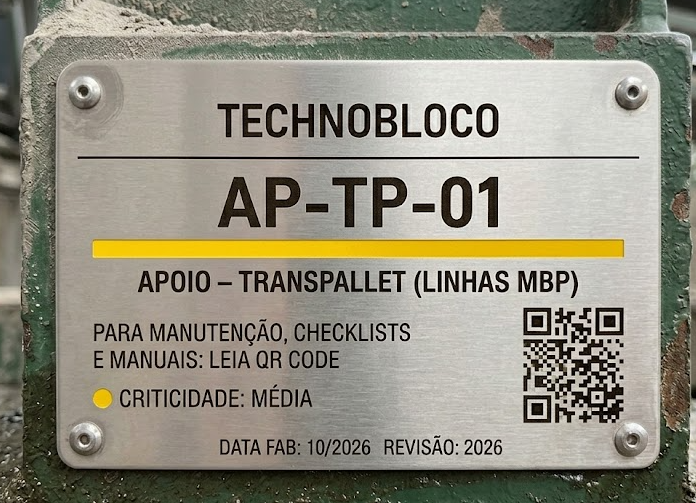 TECHNOBLOCO
AP-TP-01
APOIO – TRANSPALLET (LINHAS MBP)
PARA MANUTENÇÃO, CHECKLISTS
E MANUAIS: LEIA QR CODE
CRITICIDADE: MÉDIA
DATA FAB: 10/2026 REVISÃO: 2026